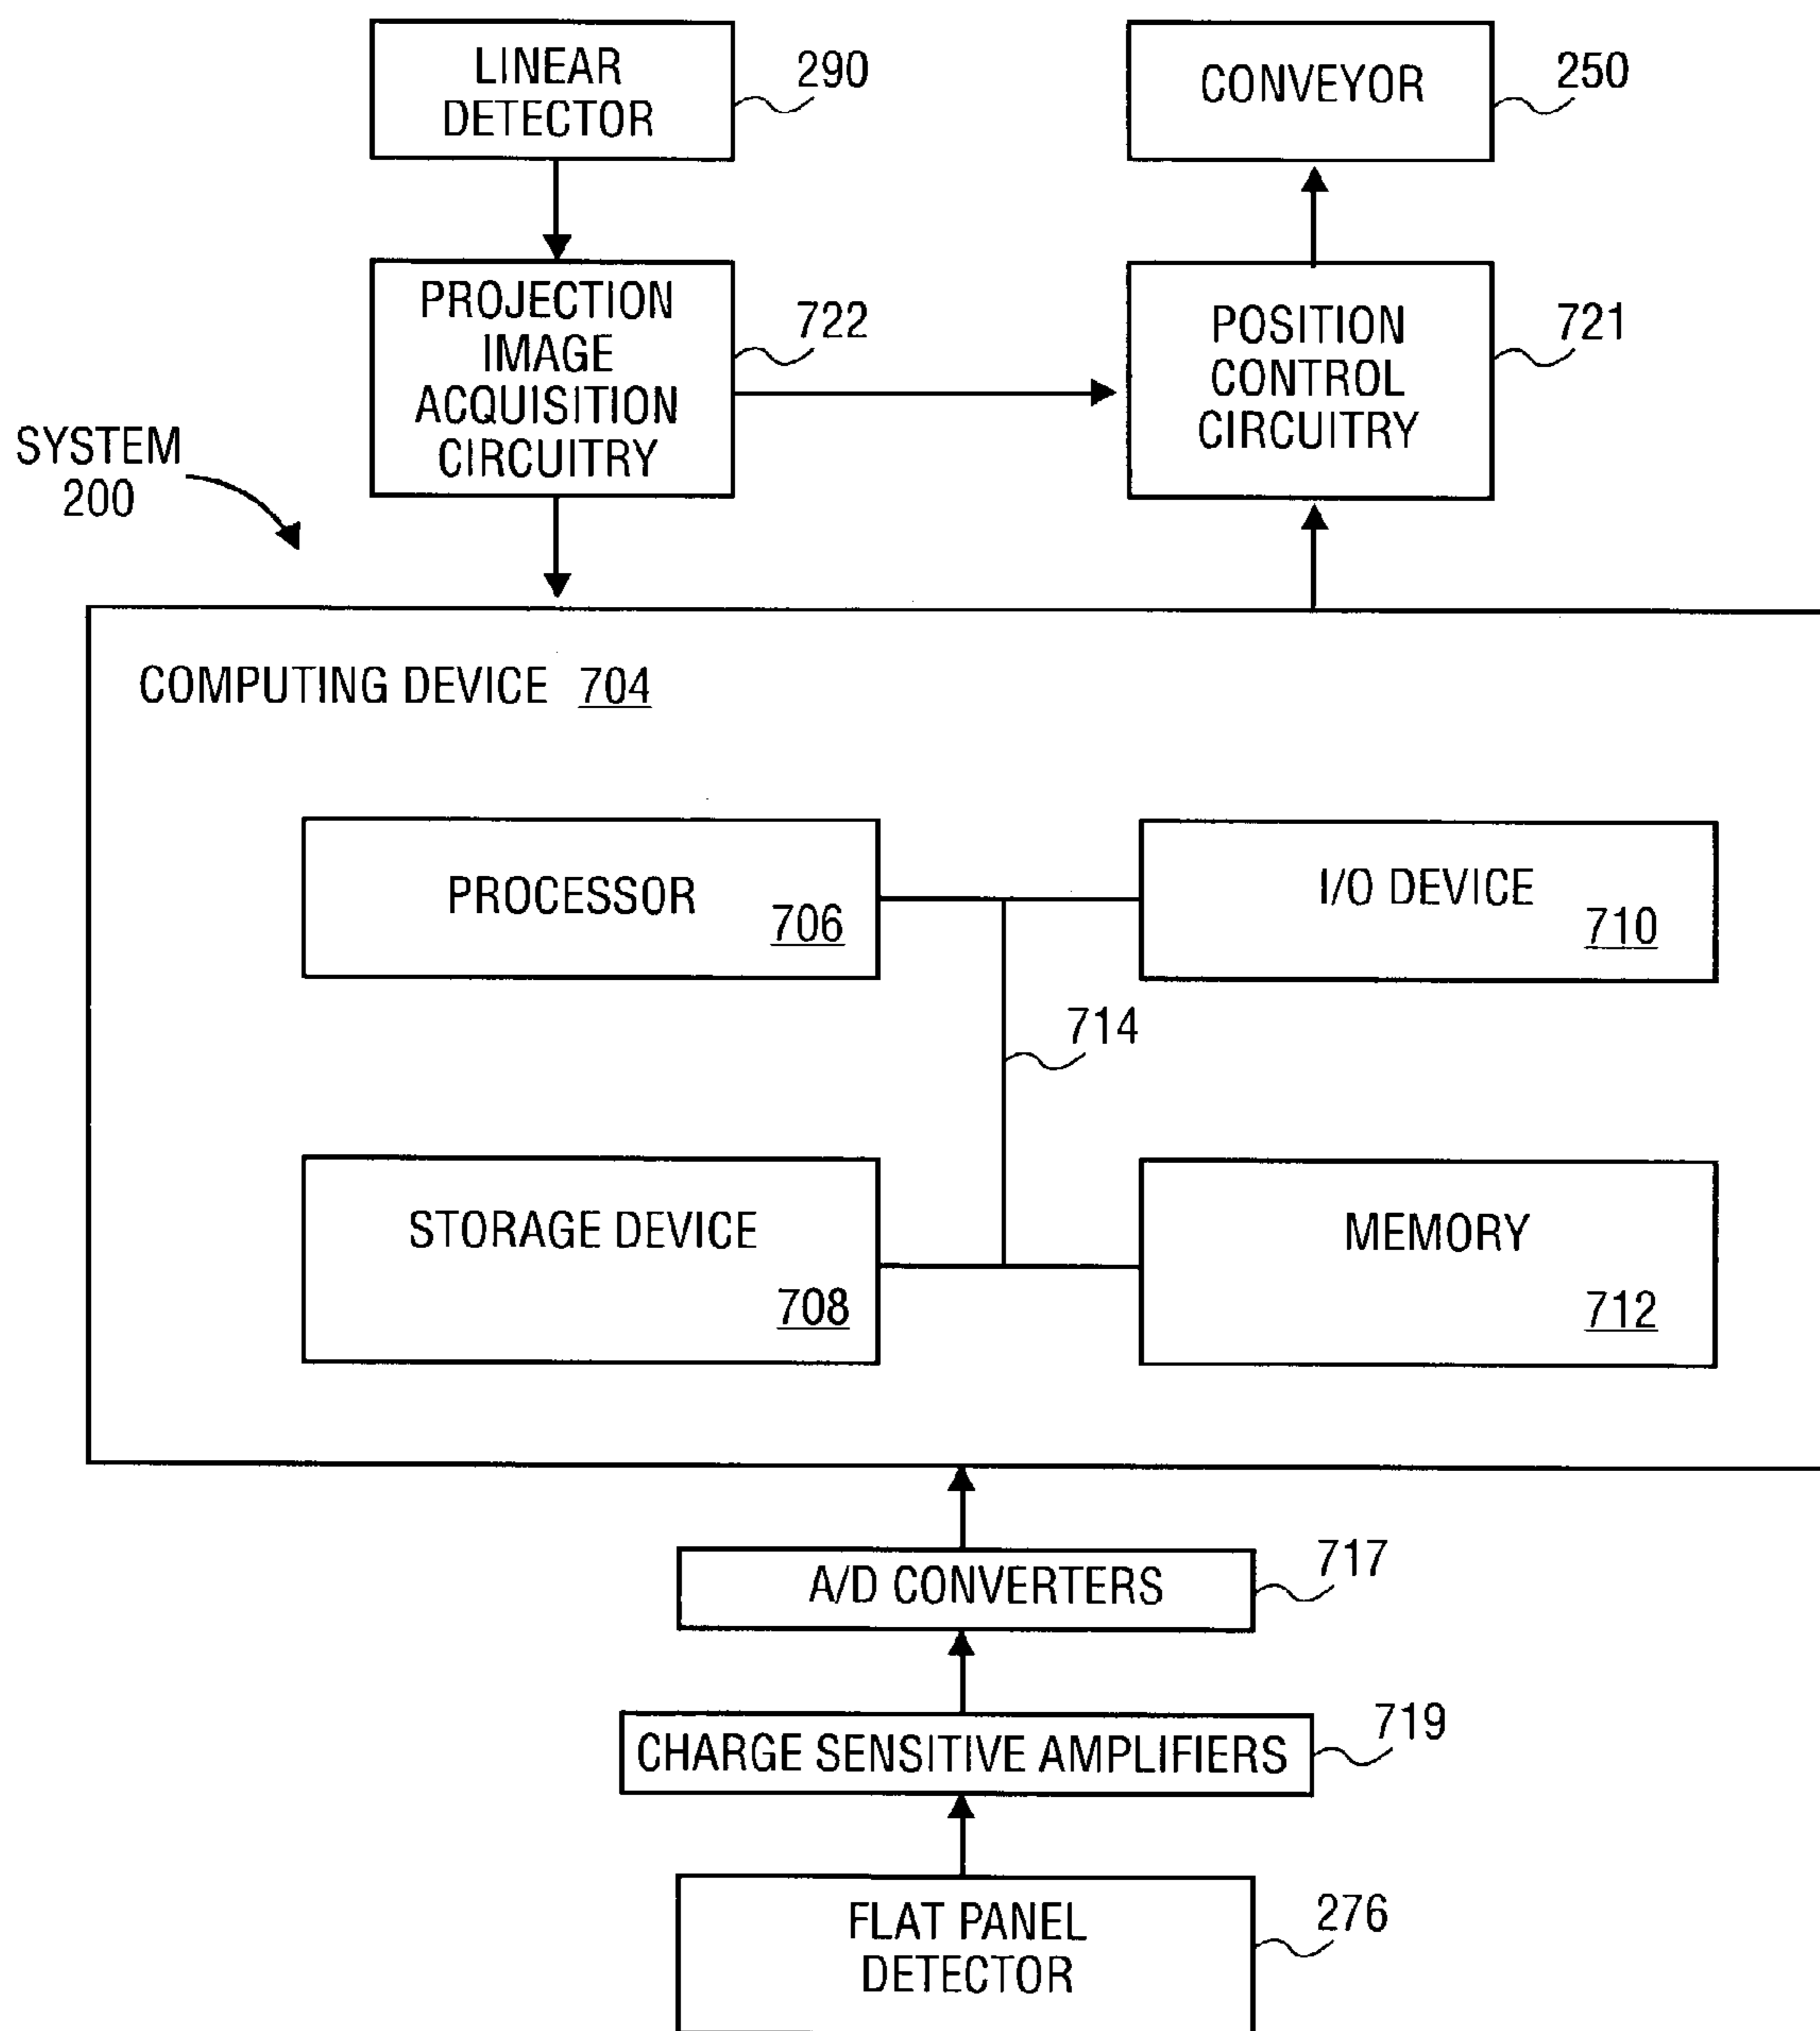 LINEAR
DETECTOR
290
CONVEYOR
250
PROJECTION
IMAGE
ACQUISITION
CIRCUITRY
722
POSITION
CONTROL
CIRCUITRY
721
SYSTEM
200
COMPUTING DEVICE 704
PROCESSOR
706
I/O DEVICE
710
714
STORAGE DEVICE
708
MEMORY
712
A/D CONVERTERS
717
CHARGE SENSITIVE AMPLIFIERS
719
FLAT PANEL
DETECTOR
276